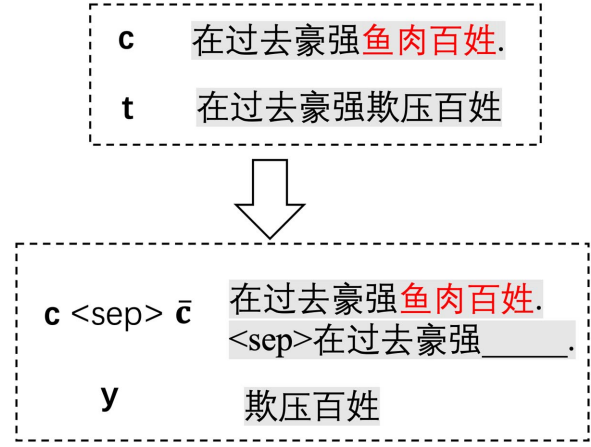 c 在过去豪强鱼肉百姓.
t 在过去豪强欺压百姓
c <sep> c̄ 在过去豪强鱼肉百姓.
<sep>在过去豪强_____.
y 欺压百姓